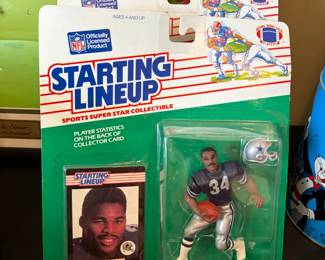 AGES 4 AND UP
NFL
Officially
Licensed
Product
STARTING
LINEUP
SPORTS SUPER STAR COLLECTIBLE
PLAYER STATISTICS
ON THE BACK OF
COLLECTOR CARD.
STARTING
LINEUP
34